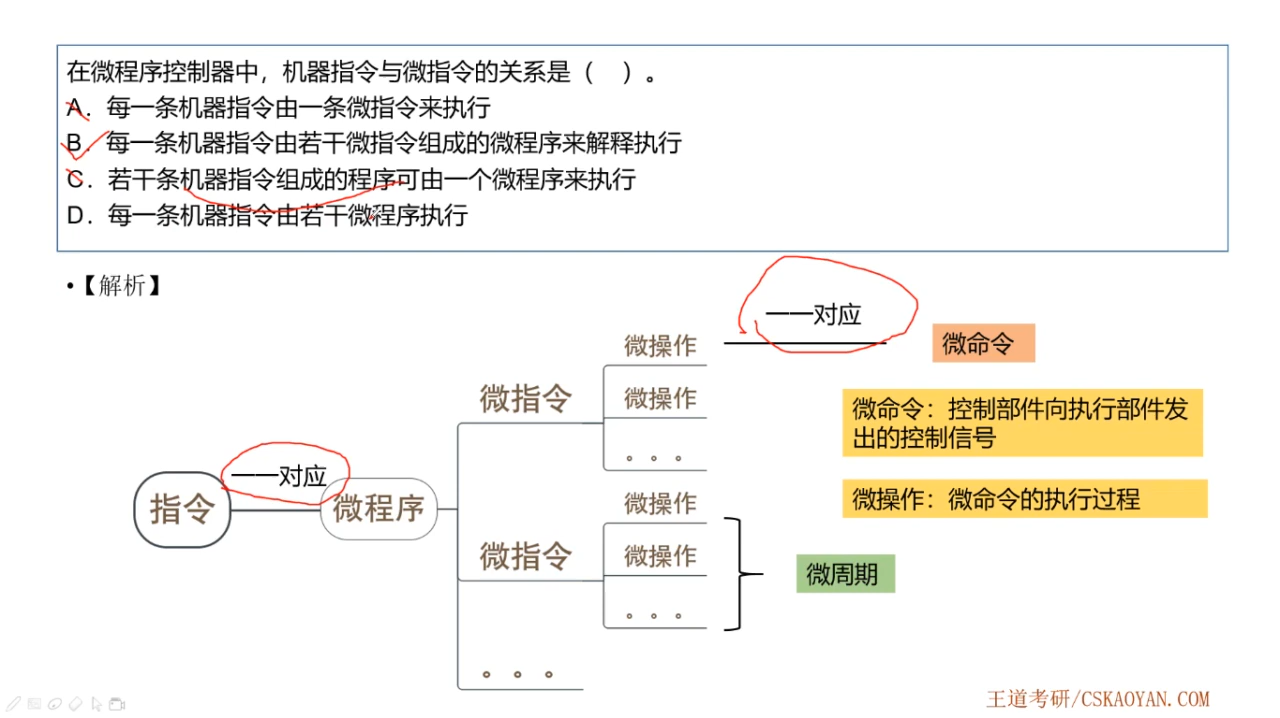 在微程序控制器中，机器指令与微指令的关系是（　）。
A．每一条机器指令由一条微指令来执行
B．每一条机器指令由若干微指令组成的微程序来解释执行
C．若干条机器指令组成的程序可由一个微程序来执行
D．每一条机器指令由若干微程序执行
•【解析】
一一对应
微操作
微命令
微指令
微操作
微命令：控制部件向执行部件发
出的控制信号
。。。
一一对应
指令
微程序
微操作
微操作：微命令的执行过程
微指令
微操作
微周期
。。。
。。。
王道考研/CSKAOYAN.COM